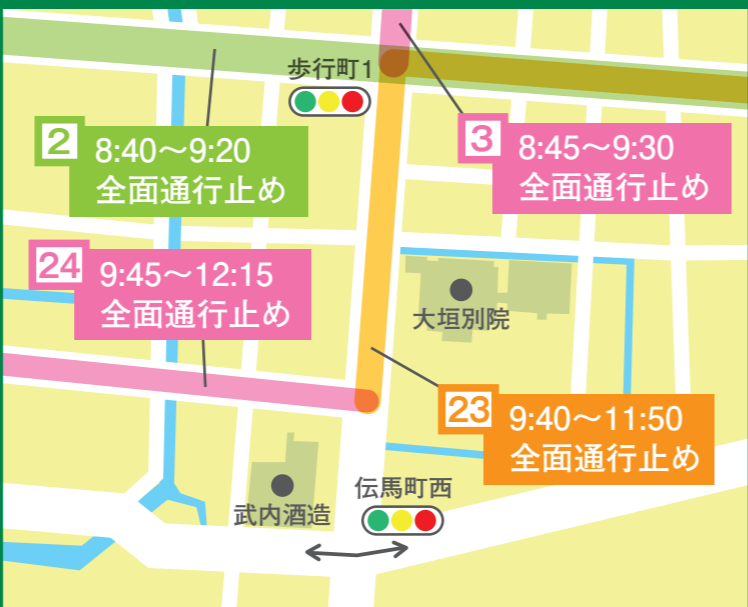 歩行町1
2
8:40〜9:20
全面通行止め
3
8:45〜9:30
全面通行止め
24
9:45〜12:15
全面通行止め
大垣別院
23
9:40〜11:50
全面通行止め
伝馬町西
武内酒造